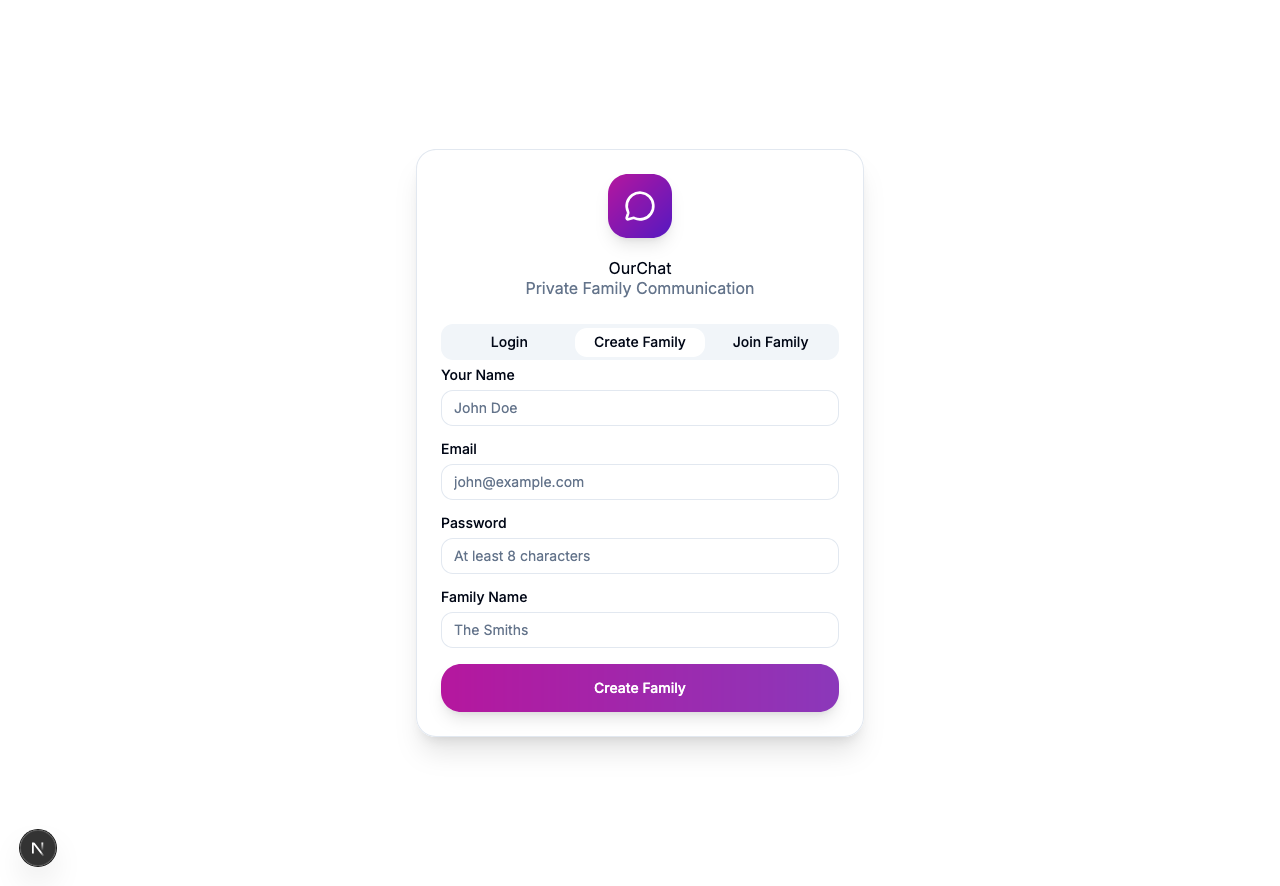 OurChat
Private Family Communication
Login Create Family Join Family
Your Name
John Doe
Email
john@example.com
Password
At least 8 characters
Family Name
The Smiths
Create Family
N